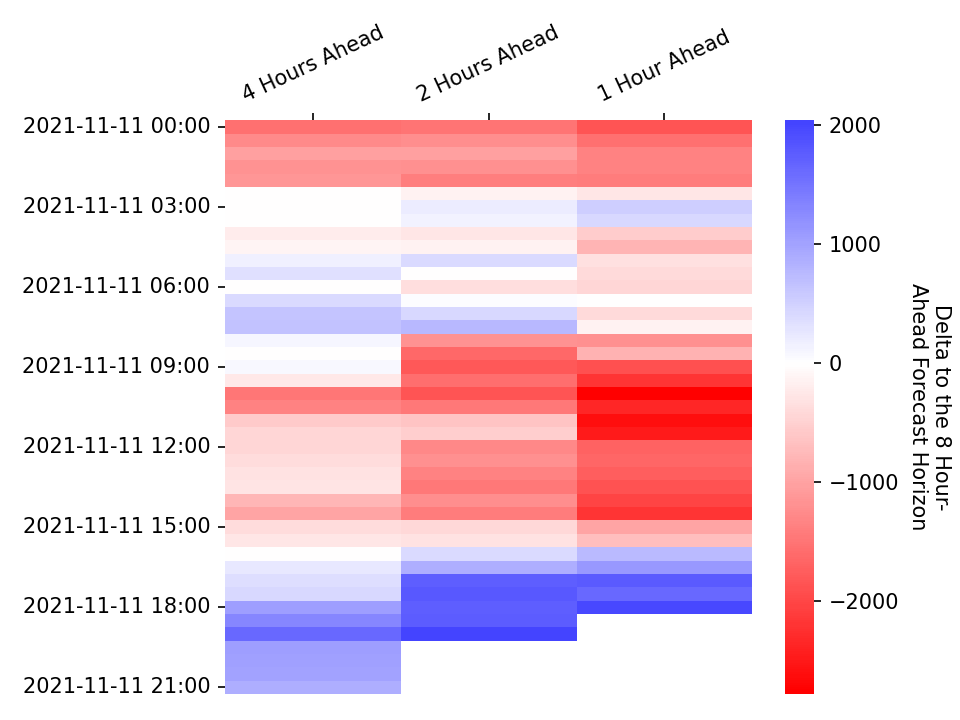 4 Hours Ahead
2 Hours Ahead
1 Hour Ahead
2021-11-11 00:00
2021-11-11 03:00
2021-11-11 06:00
2021-11-11 09:00
2021-11-11 12:00
2021-11-11 15:00
2021-11-11 18:00
2021-11-11 21:00
2000
1000
0
−1000
−2000
Delta to the 8 Hour-
Ahead Forecast Horizon